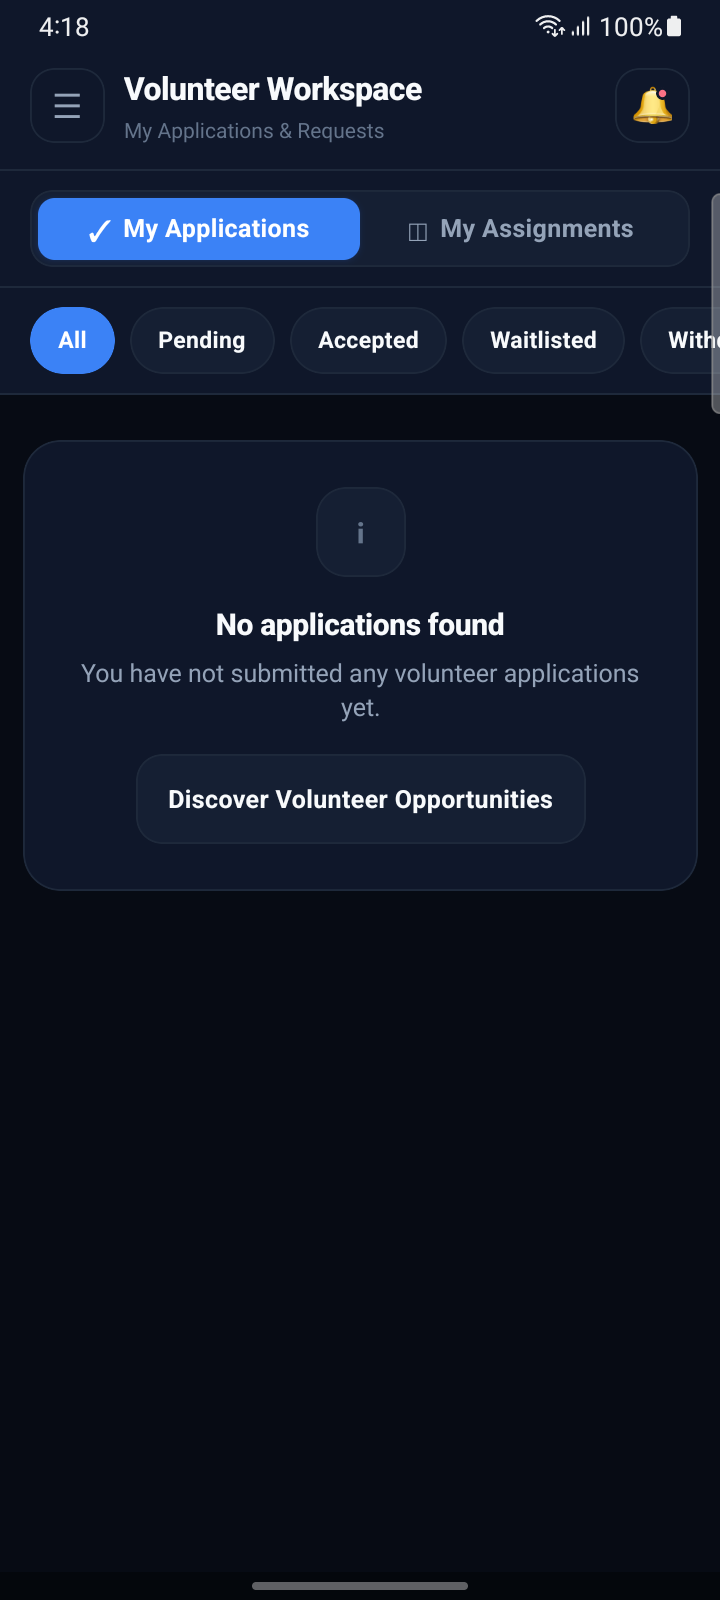 4:18
100%
Volunteer Workspace
My Applications & Requests
✓ My Applications
My Assignments
All
Pending
Accepted
Waitlisted
No applications found
You have not submitted any volunteer applications
yet.
Discover Volunteer Opportunities